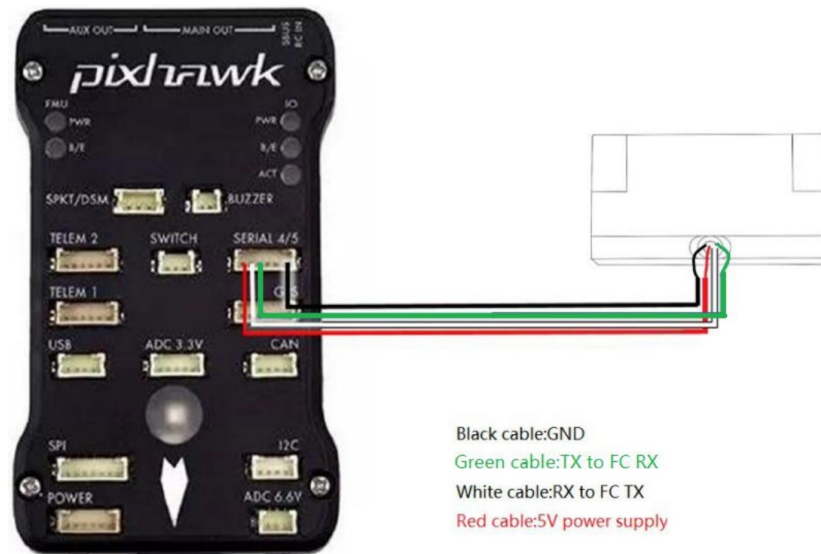 AUX OUT MAIN OUT SBUS
RC IN
pixhawk
FMU IO
PWR PWR
B/E B/E
ACT
SPKT/DSM BUZZER
TELEM 2 SWITCH SERIAL 4/5
TELEM 1
USB ADC 3.3V CAN
SPI I2C
POWER ADC 6.6V
Black cable:GND
Green cable:TX to FC RX
White cable:RX to FC TX
Red cable:5V power supply